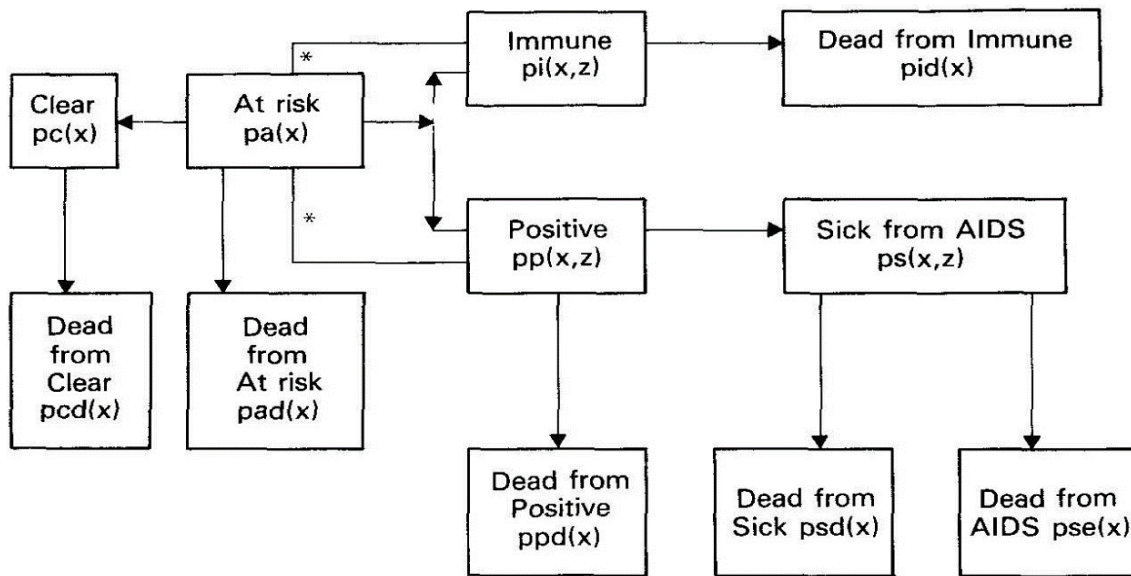 Immune
pi(x,z)
Dead from Immune
pid(x)
*
Clear
pc(x)
At risk
pa(x)
*
Positive
pp(x,z)
Sick from AIDS
ps(x,z)
Dead
from
Clear
pcd(x)
Dead
from
At risk
pad(x)
Dead from
Positive
ppd(x)
Dead from
Sick psd(x)
Dead from
AIDS pse(x)